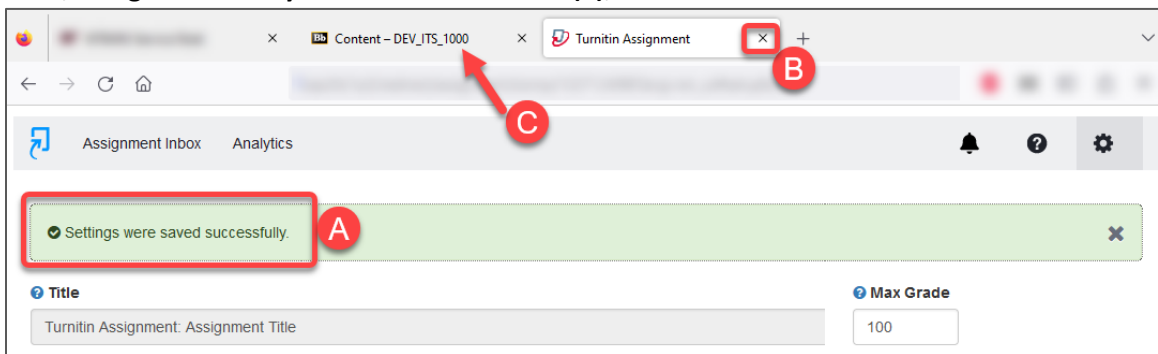 Bb Content – DEV_ITS_1000 × Turnitin Assignment × +
B
C
Assignment Inbox Analytics
Settings were saved successfully.
A
Title Max Grade
Turnitin Assignment: Assignment Title 100